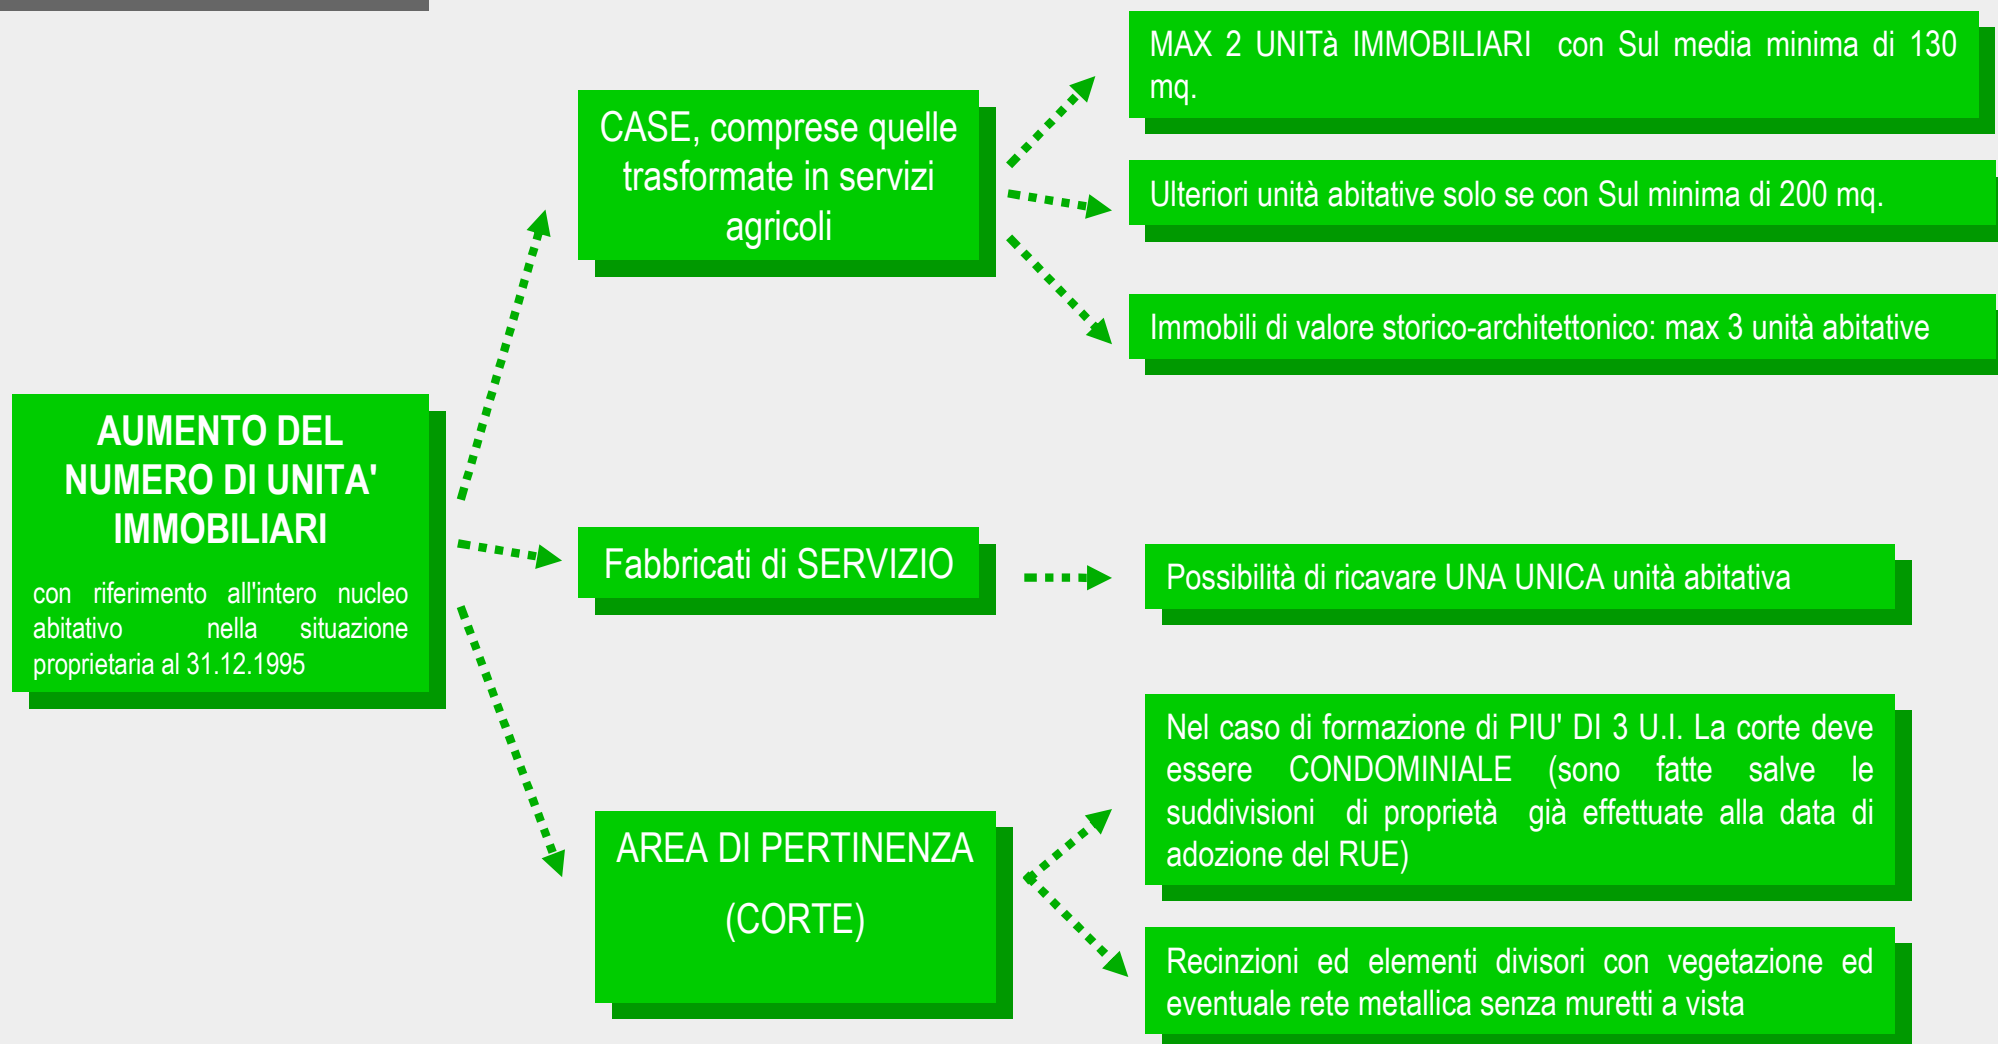 MAX 2 UNITà IMMOBILIARI con Sul media minima di 130
mq.
CASE, comprese quelle
trasformate in servizi
agricoli
Ulteriori unità abitative solo se con Sul minima di 200 mq.
Immobili di valore storico-architettonico: max 3 unità abitative
AUMENTO DEL
NUMERO DI UNITA'
IMMOBILIARI
con riferimento all'intero nucleo
abitativo nella situazione
proprietaria al 31.12.1995
Fabbricati di SERVIZIO
Possibilità di ricavare UNA UNICA unità abitativa
AREA DI PERTINENZA
(CORTE)
Nel caso di formazione di PIU' DI 3 U.I. La corte deve
essere CONDOMINIALE (sono fatte salve le
suddivisioni di proprietà già effettuate alla data di
adozione del RUE)
Recinzioni ed elementi divisori con vegetazione ed
eventuale rete metallica senza muretti a vista